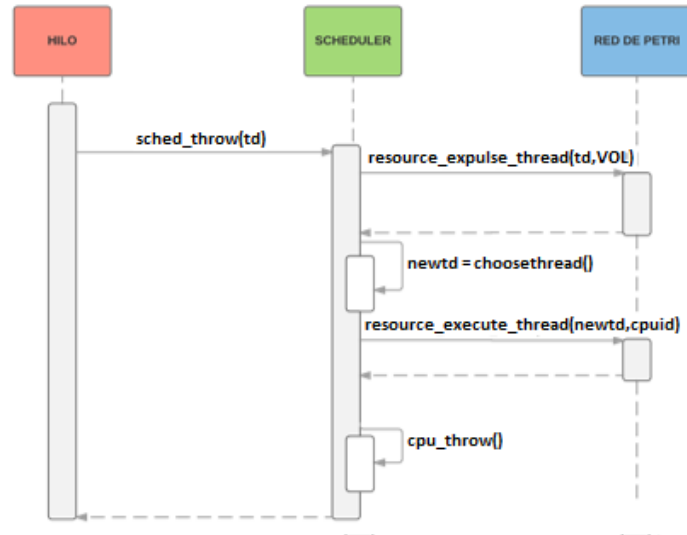 HILO
SCHEDULER
RED DE PETRI
sched_throw(td)
resource_expulse_thread(td,VOL)
newtd = choosethread()
resource_execute_thread(newtd,cpuid)
cpu_throw()